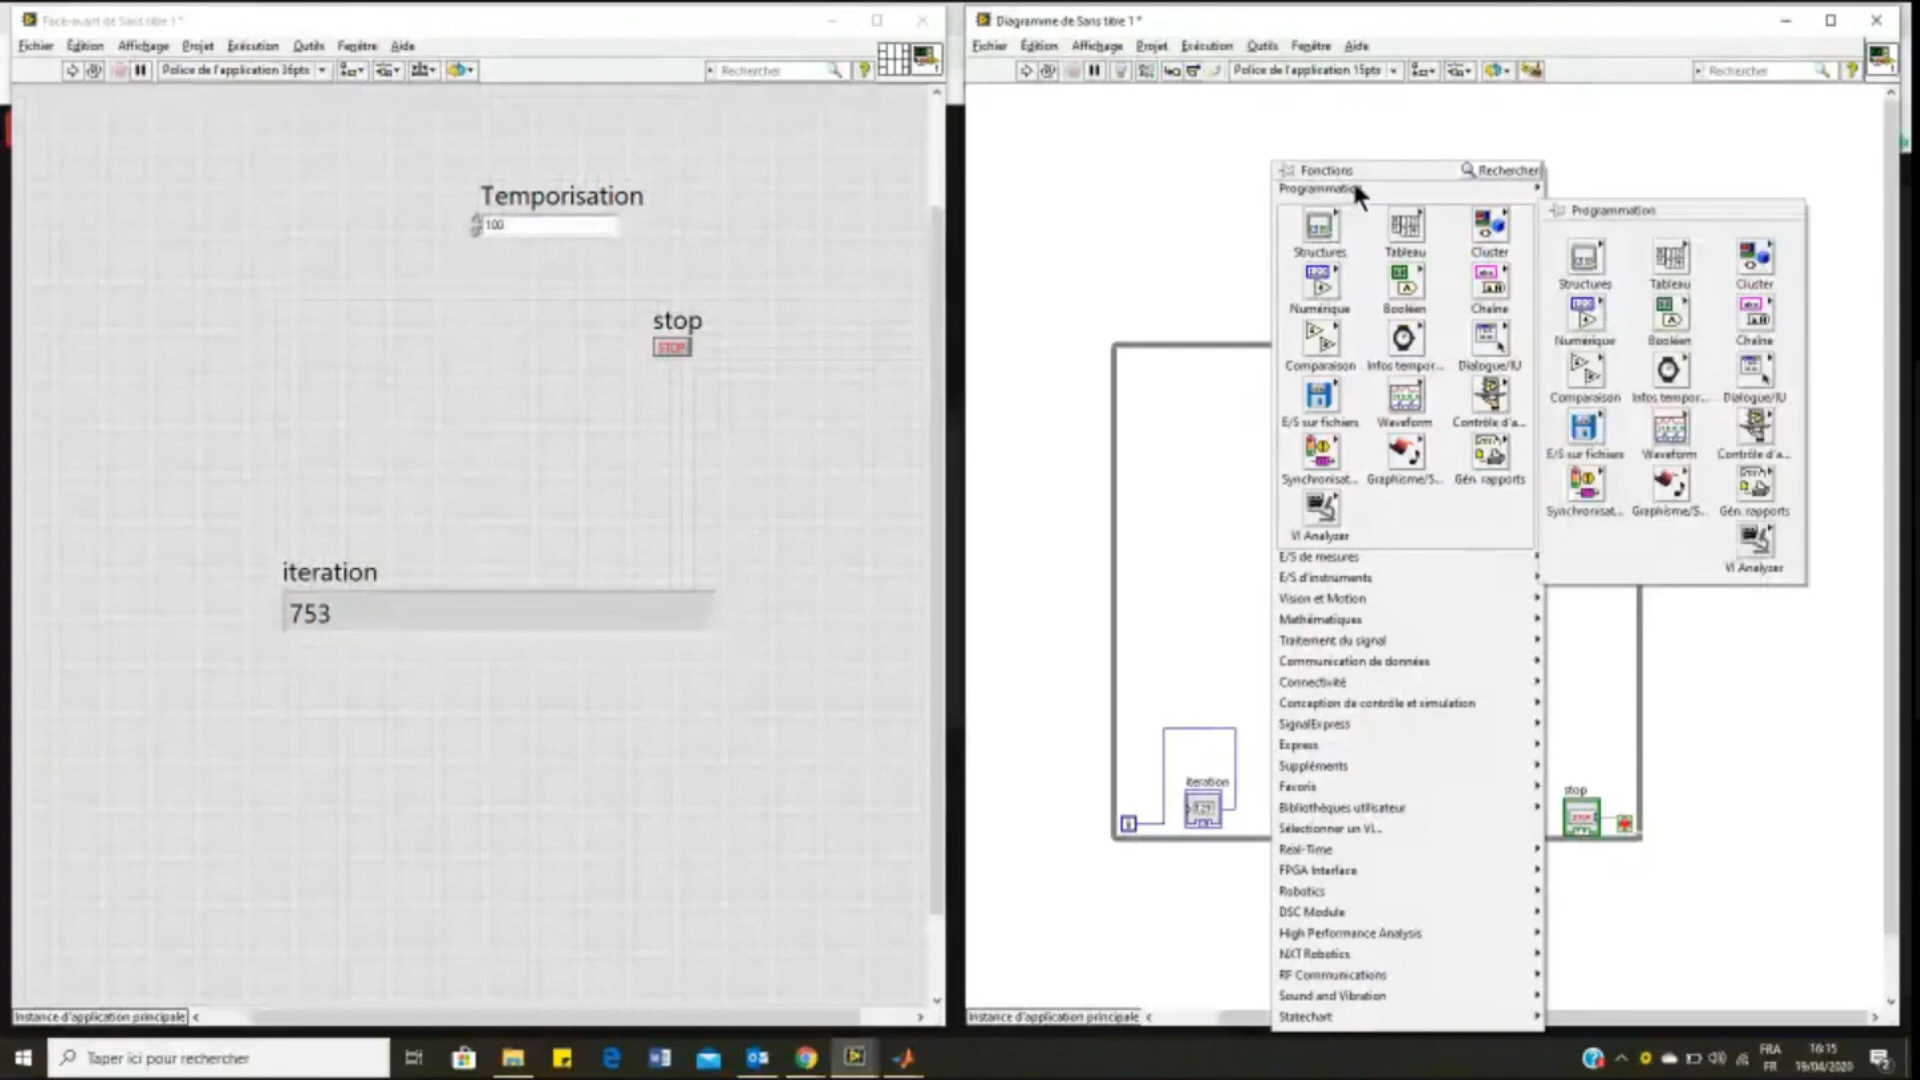 Face-avant de Sans titre 1 *
Fichier Édition Affichage Projet Exécution Outils Fenêtre Aide
Police de l'application 36pts
Rechercher
Temporisation
100
stop
STOP
iteration
753
Instance d'application principale
Diagramme de Sans titre 1 *
Fichier Édition Affichage Projet Exécution Outils Fenêtre Aide
Police de l'application 15pts
Rechercher
Fonctions Rechercher
Programmation
Structures Tableau Cluster
Numérique Booléen Chaîne
Comparaison Infos tempor... Dialogue/IU
E/S sur fichiers Waveform Contrôle d'a...
Synchronisat... Graphisme/S... Gén. rapports
VI Analyzer
E/S de mesures
E/S d'instruments
Vision et Motion
Mathématiques
Traitement du signal
Communication de données
Connectivité
Conception de contrôle et simulation
SignalExpress
Express
Suppléments
Favoris
Bibliothèques utilisateur
Sélectionner un VI...
Real-Time
FPGA Interface
Robotics
DSC Module
High Performance Analysis
NXT Robotics
RF Communications
Sound and Vibration
Statechart
Programmation
Structures Tableau Cluster
Numérique Booléen Chaîne
Comparaison Infos tempor... Dialogue/IU
E/S sur fichiers Waveform Contrôle d'a...
Synchronisat... Graphisme/S... Gén. rapports
VI Analyzer
iteration
stop
STOP
Instance d'application principale
Taper ici pour rechercher
FRA
FR
16:15
19/04/2020